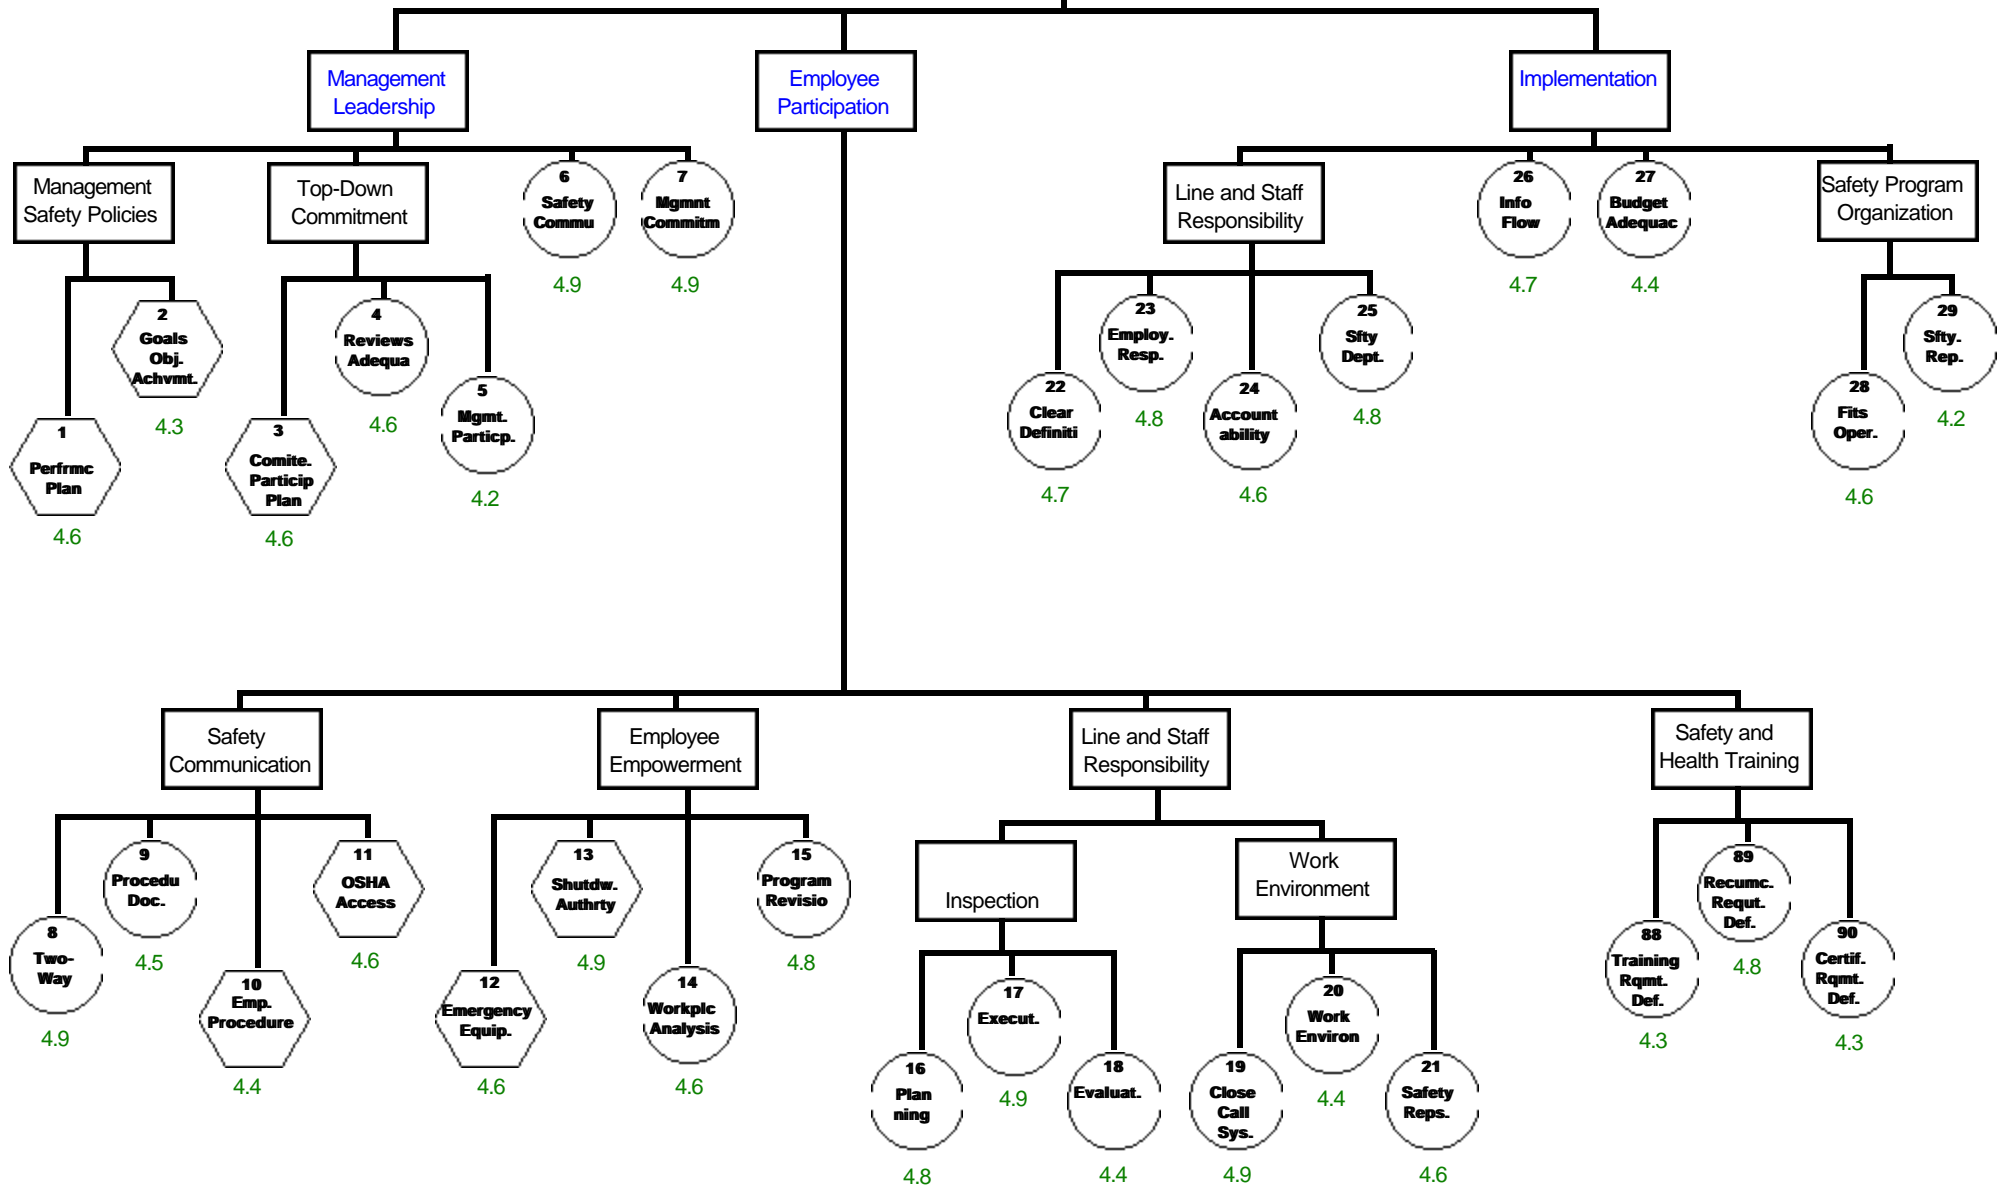 Management
Leadership
Employee
Participation
Implementation
Management
Safety Policies
Top-Down
Commitment
6
Safety
Commu
4.9
7
Mgmnt
Commitm
4.9
1
Perfrmc
Plan
4.6
2
Goals
Obj.
Achvmt.
4.3
3
Comite.
Particip
Plan
4.6
4
Reviews
Adequa
4.6
5
Mgmt.
Particp.
4.2
Line and Staff
Responsibility
26
Info
Flow
4.7
27
Budget
Adequac
4.4
Safety Program
Organization
22
Clear
Definiti
4.7
23
Employ.
Resp.
4.8
24
Account
ability
4.6
25
Sfty
Dept.
4.8
28
Fits
Oper.
4.6
29
Sfty.
Rep.
4.2
Safety
Communication
Employee
Empowerment
Line and Staff
Responsibility
Safety and
Health Training
8
Two-
Way
4.9
9
Procedu
Doc.
4.5
10
Emp.
Procedure
4.4
11
OSHA
Access
4.6
12
Emergency
Equip.
4.6
13
Shutdw.
Authrty
4.9
14
Workplc
Analysis
4.6
15
Program
Revisio
4.8
Inspection
Work
Environment
16
Plan
ning
4.8
17
Execut.
4.9
18
Evaluat.
4.4
19
Close
Call
Sys.
4.9
20
Work
Environ
4.4
21
Safety
Reps.
4.6
88
Training
Rqmt.
Def.
4.3
89
Recumc.
Requt.
Def.
4.8
90
Certif.
Rqmt.
Def.
4.3